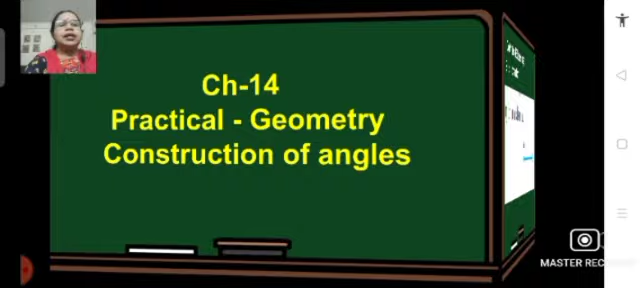 Ch-14
Practical - Geometry
Construction of angles
MASTER REC